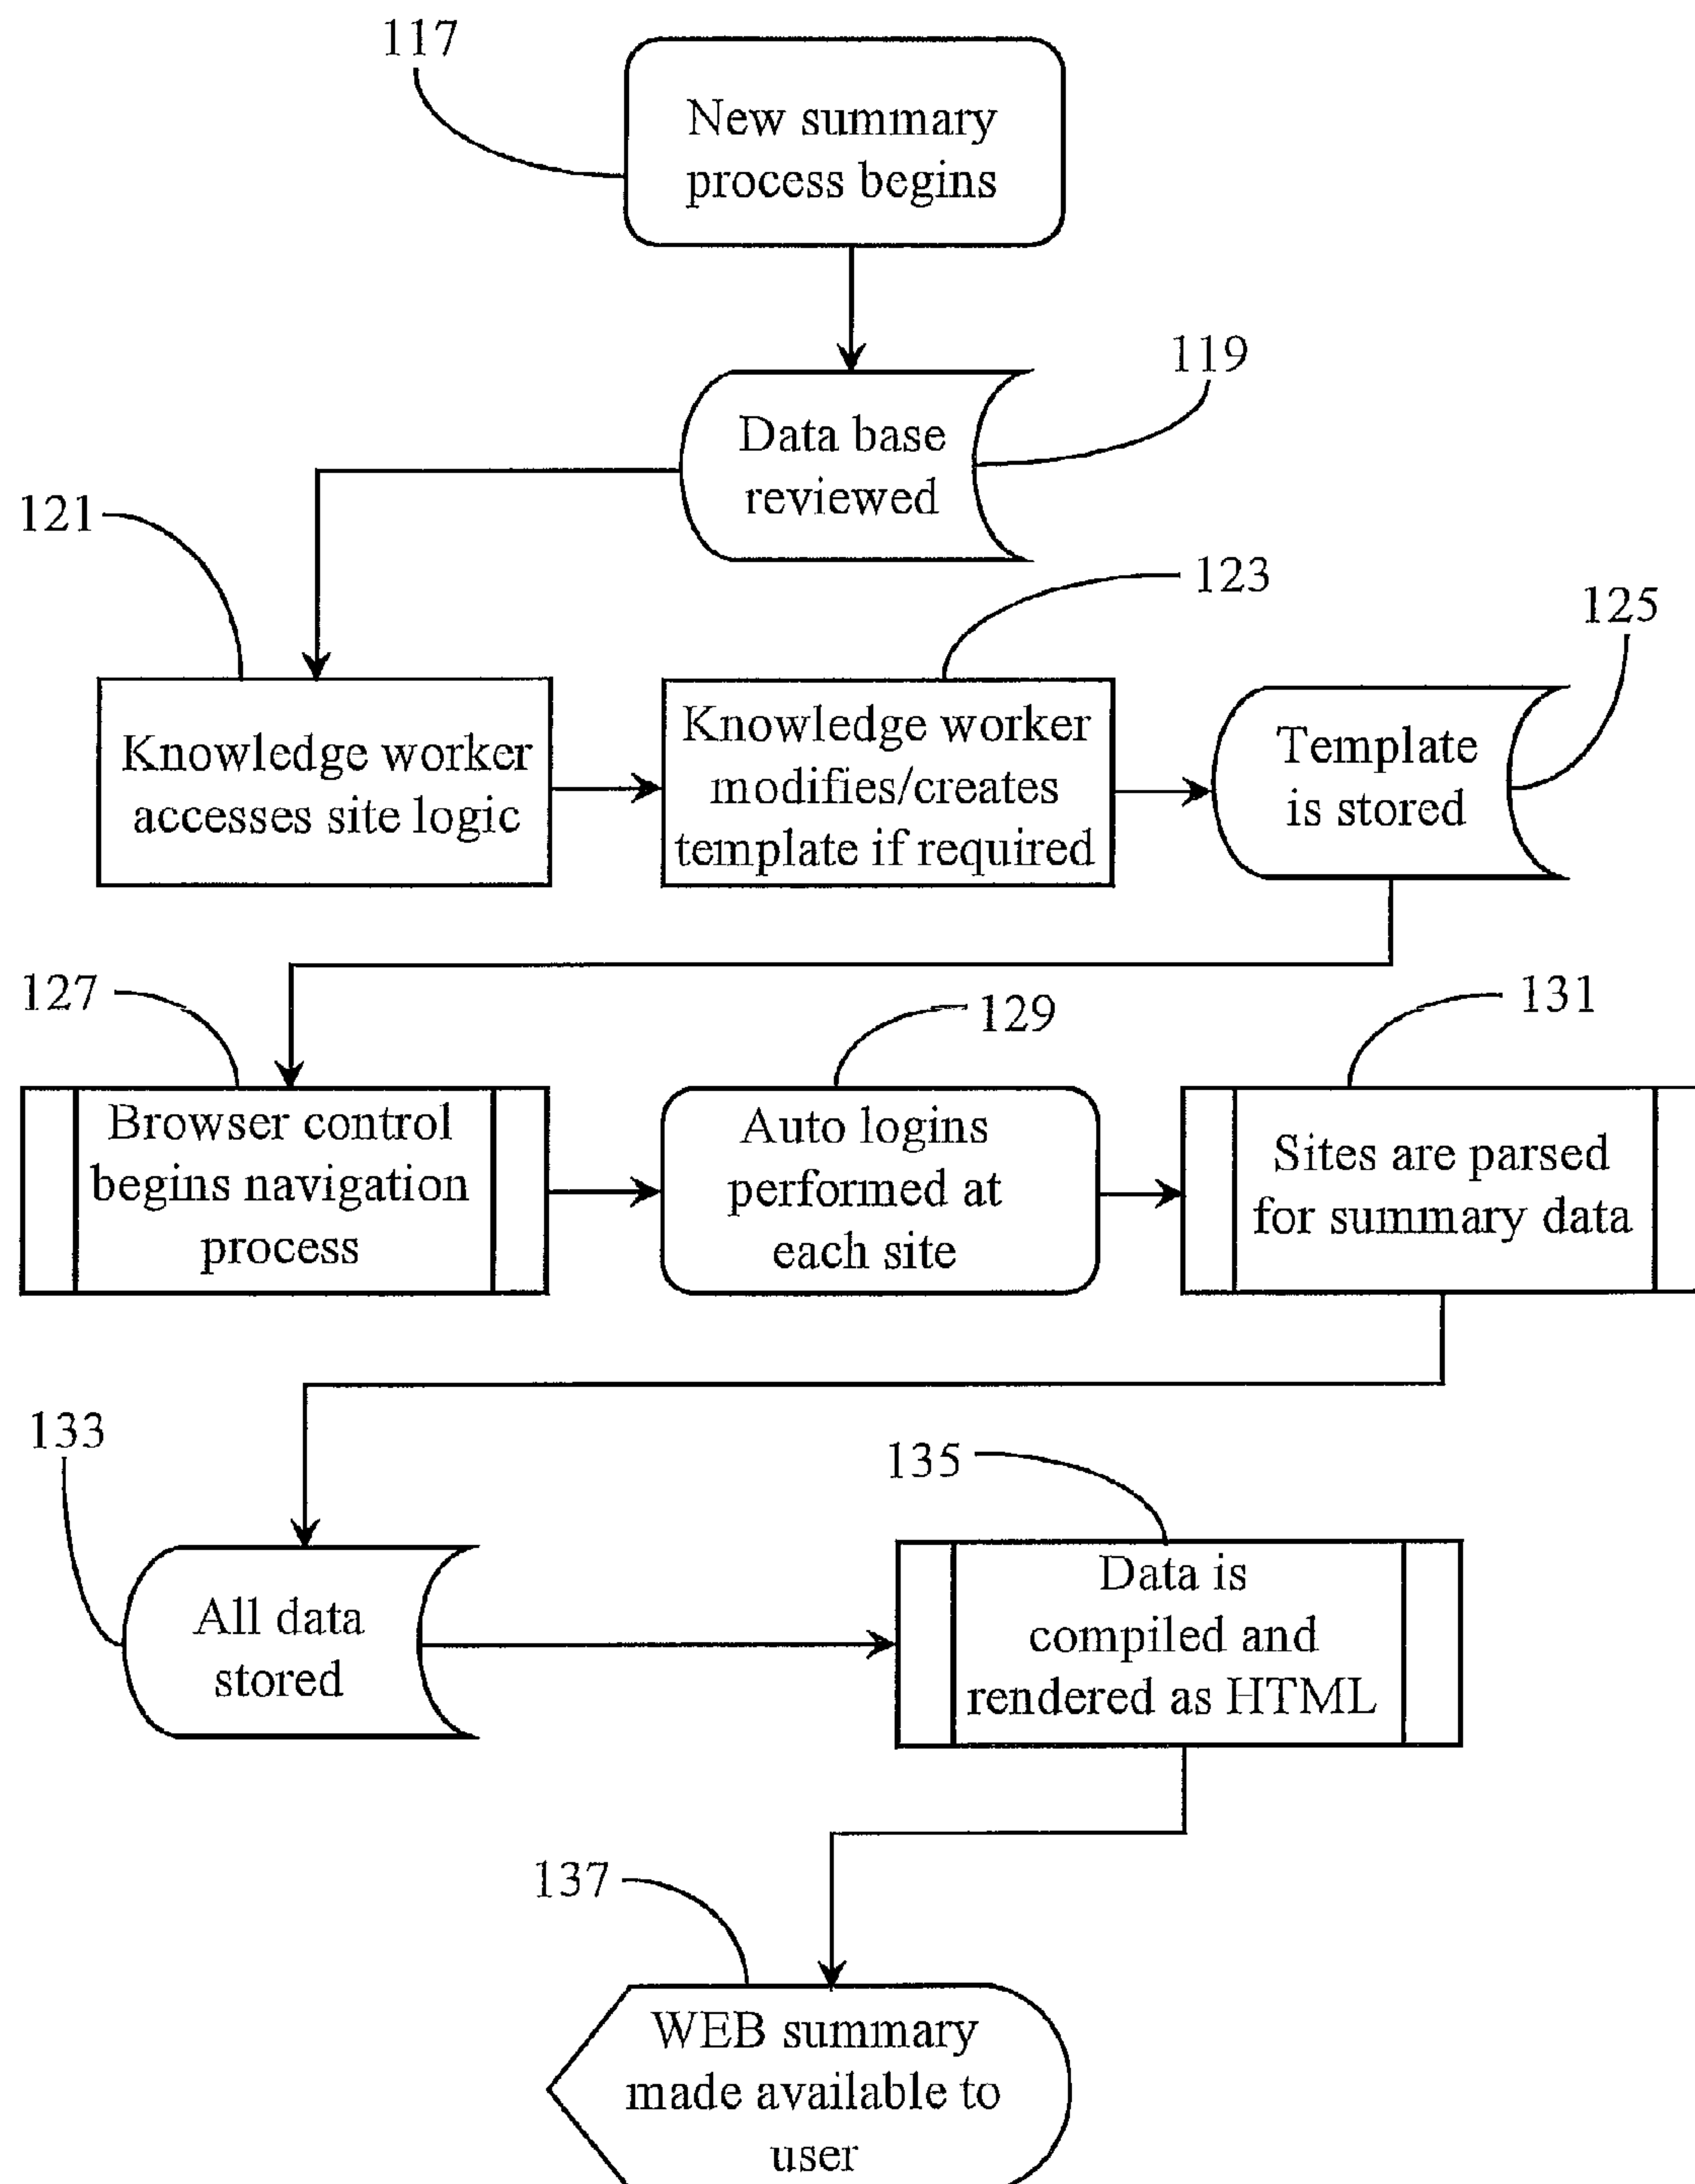 117
New summary
process begins
119
Data base
reviewed
121
123
125
Knowledge worker
accesses site logic
Knowledge worker
modifies/creates
template if required
Template
is stored
127
129
131
Browser control
begins navigation
process
Auto logins
performed at
each site
Sites are parsed
for summary data
133
135
All data
stored
Data is
compiled and
rendered as HTML
137
WEB summary
made available to
user